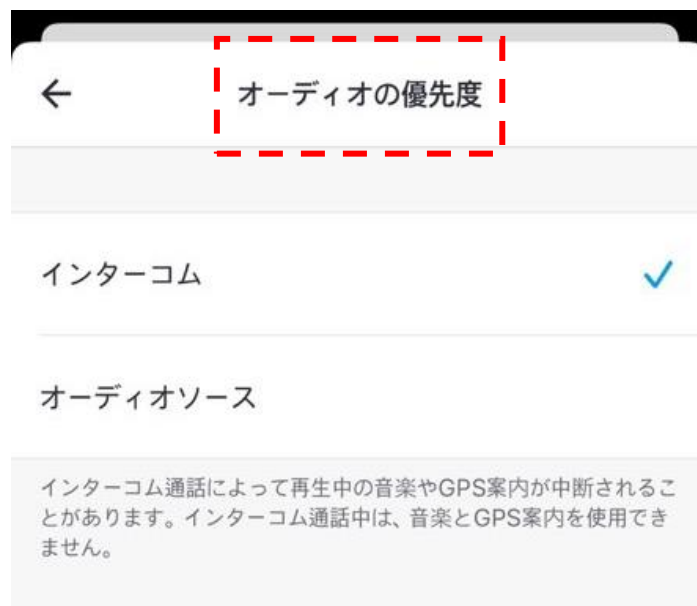 オーディオの優先度
インターコム
オーディオソース
インターコム通話によって再生中の音楽やGPS案内が中断されるこ
とがあります。インターコム通話中は、音楽とGPS案内を使用でき
ません。